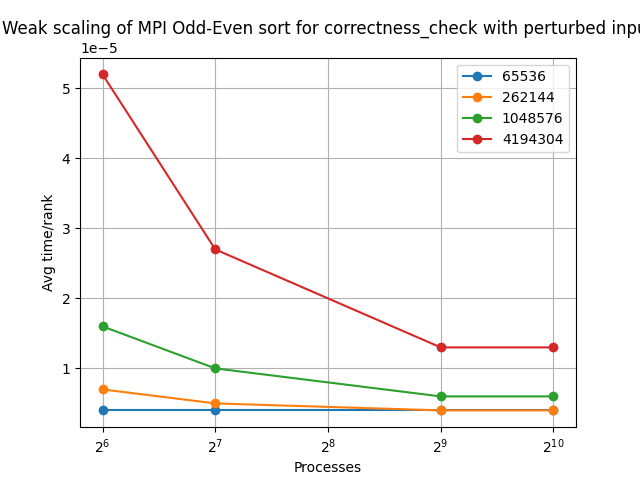 Weak scaling of MPI Odd-Even sort for correctness_check with perturbed inpu
1e−5
65536
262144
1048576
4194304
5
4
3
2
1
Avg time/rank
2^6 2^7 2^8 2^9 2^10
Processes